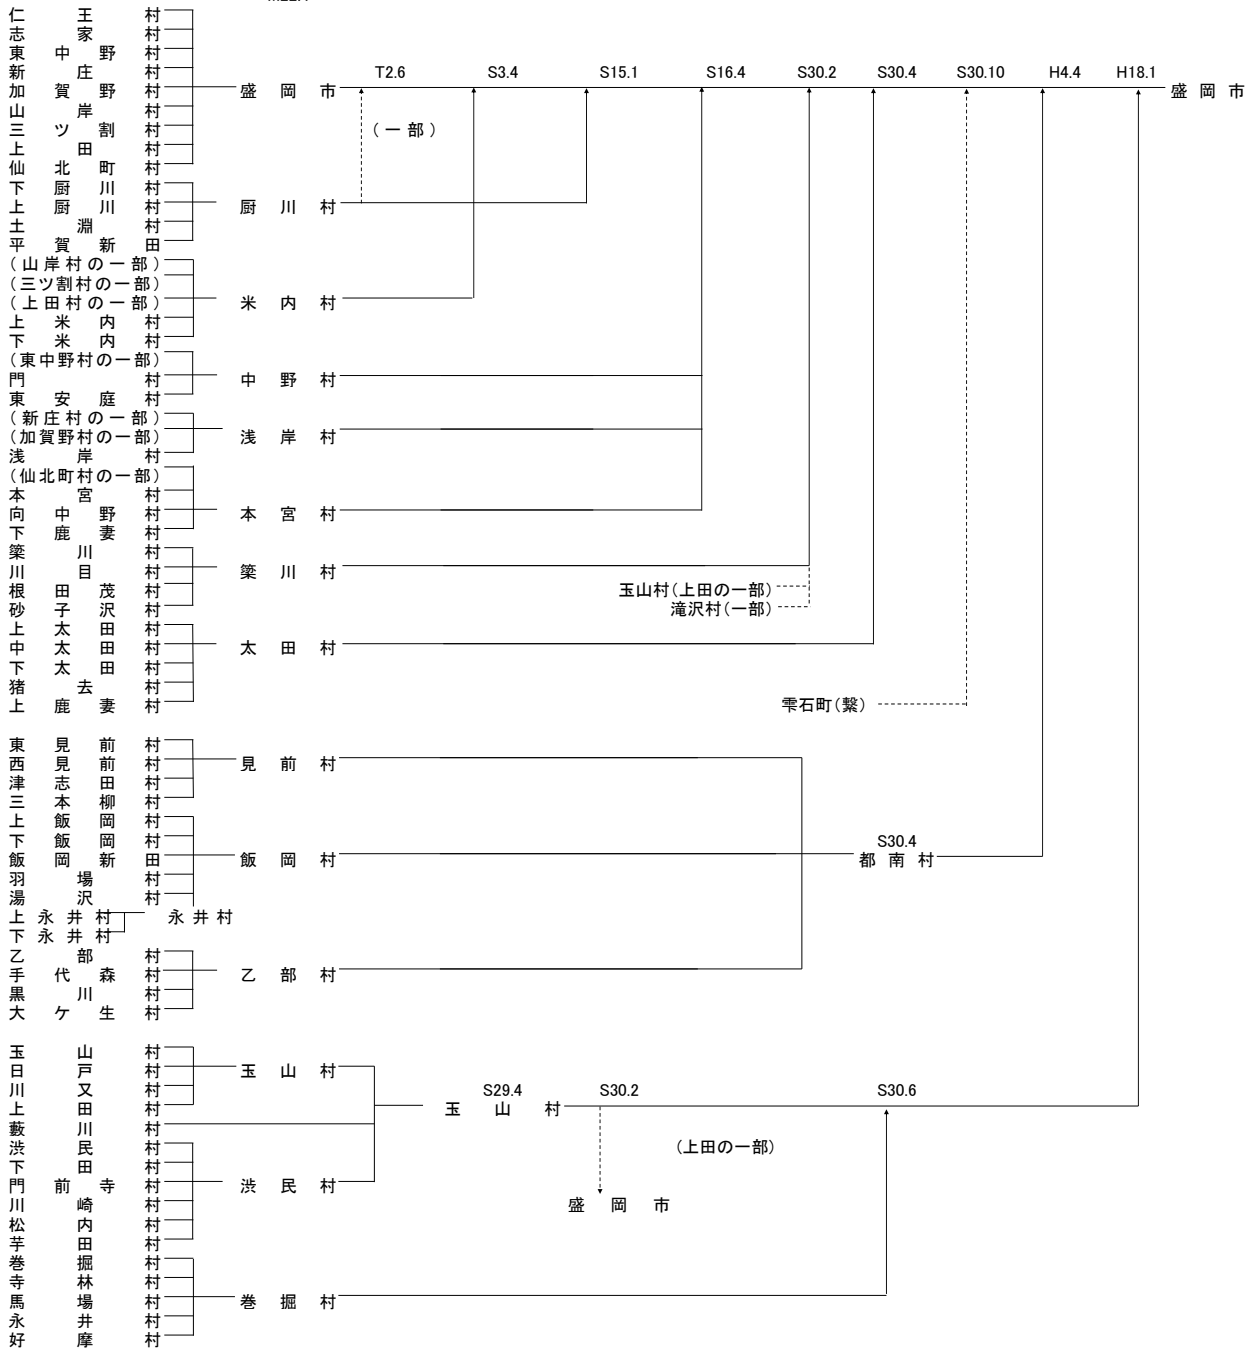 仁王村
志家村
東中野村
新庄村 T2.6 S3.4 S15.1 S16.4 S30.2 S30.4 S30.10 H4.4 H18.1
加賀野村 盛岡市 盛岡市
山岸村
三ツ割村 (一部)
上田村
仙北町村
下厨川村
上厨川村 厨川村
土淵村
平賀新田
(山岸村の一部)
(三ツ割村の一部)
(上田村の一部) 米内村
上米内村
下米内村
(東中野村の一部)
門村 中野村
東安庭村
(新庄村の一部)
(加賀野村の一部) 浅岸村
浅岸村
(仙北町村の一部)
本宮村
向中野村 本宮村
下鹿妻村
簗川村
川目村 簗川村
根田茂村 玉山村(上田の一部)
砂子沢村 滝沢村(一部)
上太田村
中太田村 太田村
下太田村
猪去村
上鹿妻村 雫石町(繋)
東見前村
西見前村 見前村
津志田村
三本柳村
上飯岡村
下飯岡村 S30.4
飯岡新田 飯岡村 都南村
羽場村
湯沢村
上永井村 永井村
下永井村
乙部村
手代森村 乙部村
黒川村
大ケ生村
玉山村
日戸村 玉山村
川又村 S29.4 S30.2 S30.6
上田村 玉山村
藪川村
渋民村 (上田の一部)
下田村
門前寺村 渋民村
川崎村 盛岡市
松内村
芋田村
巻掘村
寺林村
馬場村 巻掘村
永井村
好摩村